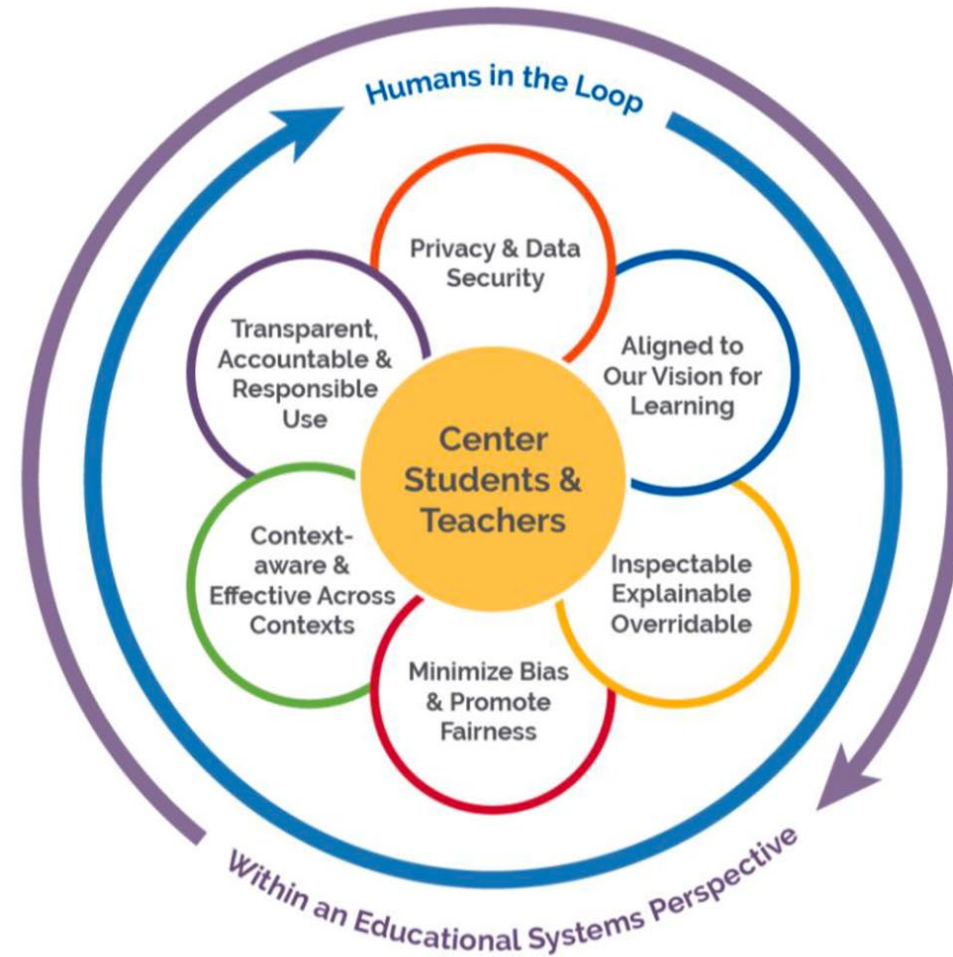 Humans in the Loop
Privacy & Data
Security
Aligned to
Our Vision for
Learning
Inspectable
Explainable
Overridable
Minimize Bias
& Promote
Fairness
Context-
aware &
Effective Across
Contexts
Transparent,
Accountable &
Responsible
Use
Center
Students &
Teachers
Within an Educational Systems Perspective